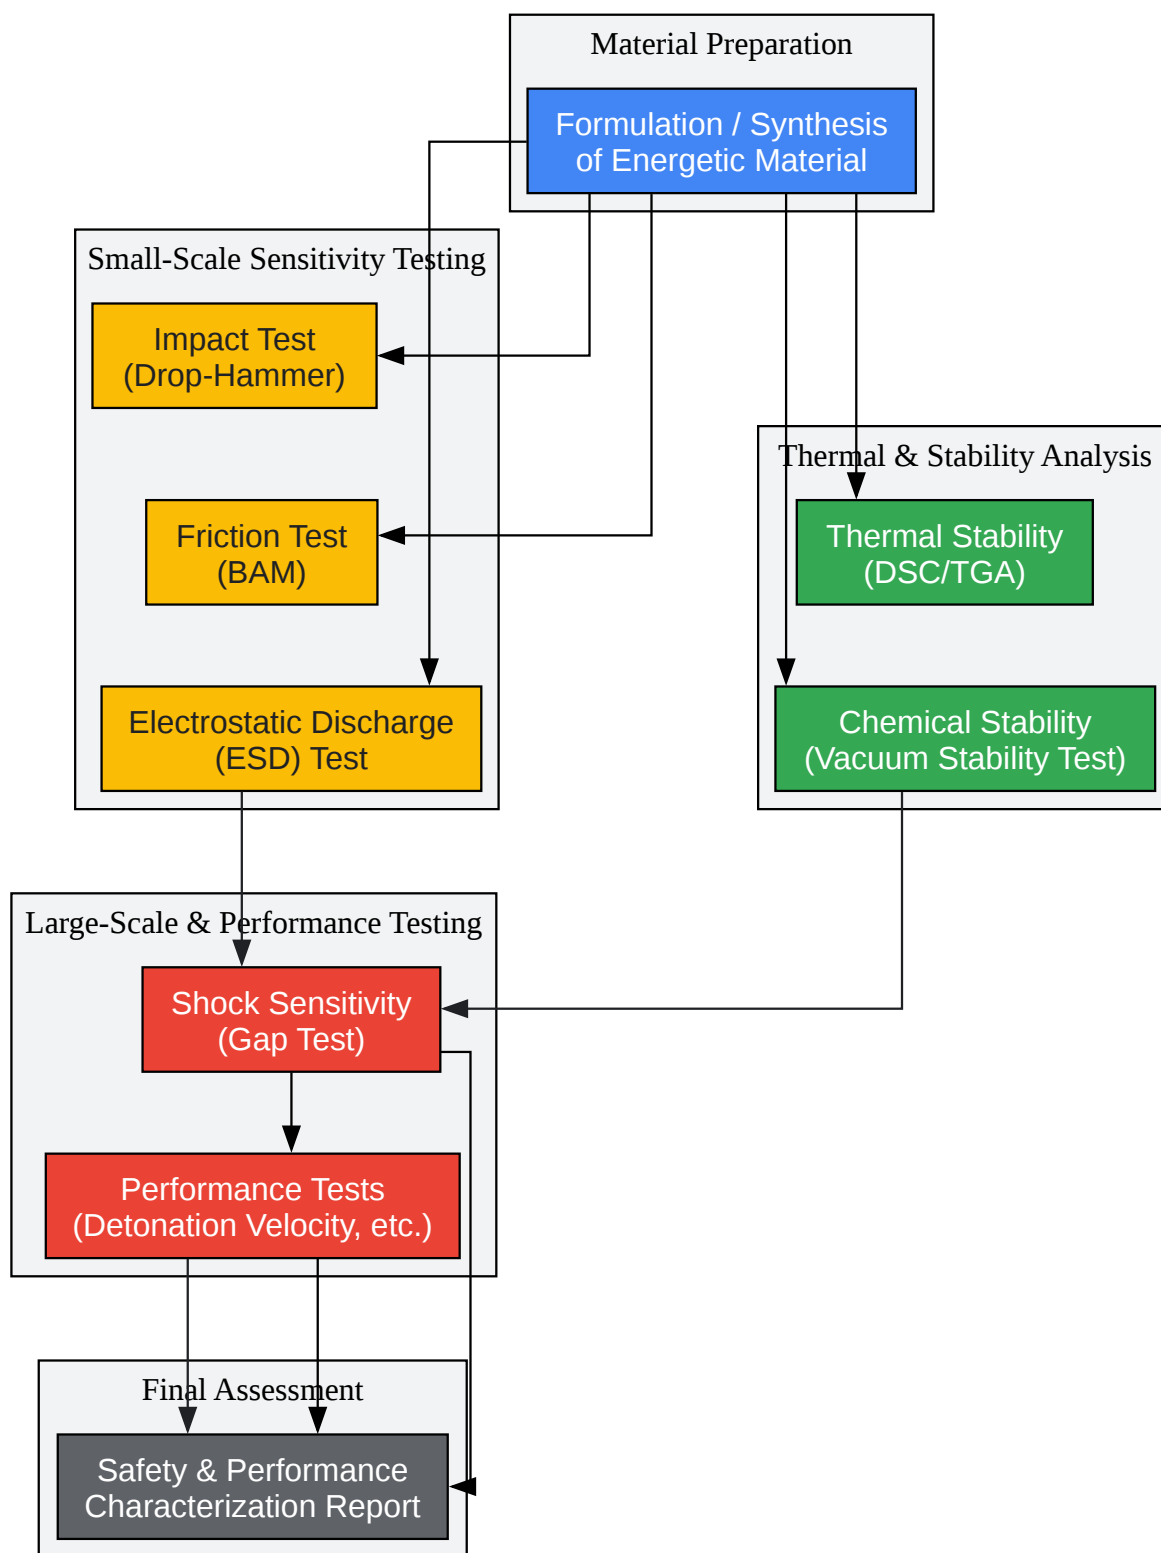 Material Preparation
Formulation / Synthesis
of Energetic Material
Small-Scale Sensitivity Testing
Impact Test
(Drop-Hammer)
Friction Test
(BAM)
Electrostatic Discharge
(ESD) Test
Thermal & Stability Analysis
Thermal Stability
(DSC/TGA)
Chemical Stability
(Vacuum Stability Test)
Large-Scale & Performance Testing
Shock Sensitivity
(Gap Test)
Performance Tests
(Detonation Velocity, etc.)
Final Assessment
Safety & Performance
Characterization Report